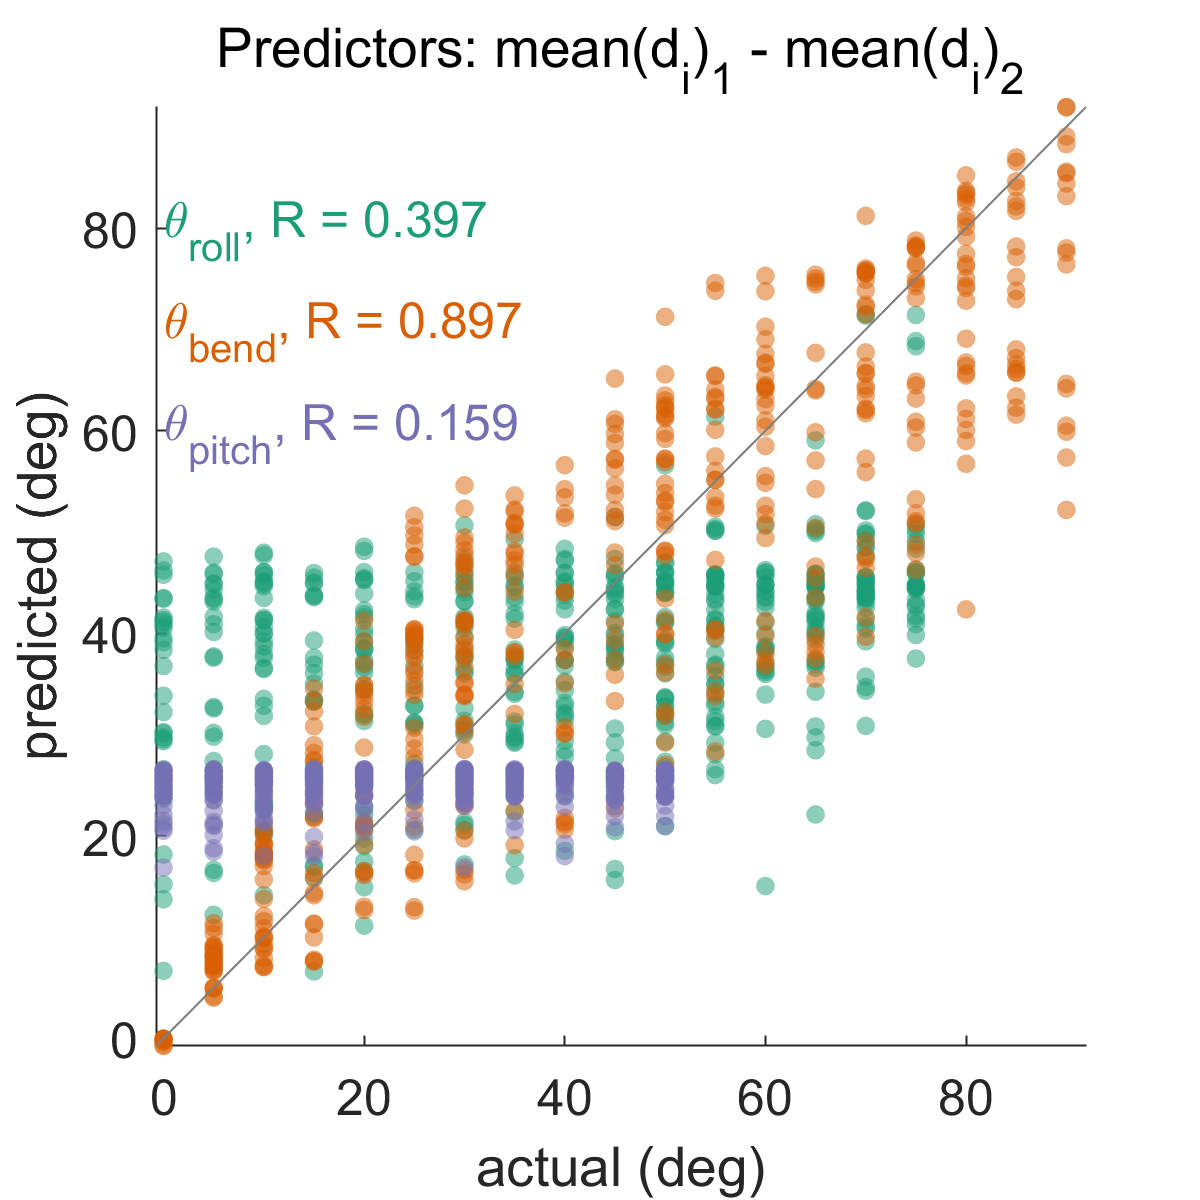 Predictors: mean(dᵢ)₁ - mean(dᵢ)₂
θroll, R = 0.397
θbend, R = 0.897
θpitch, R = 0.159
predicted (deg)
80
60
40
20
0
0 20 40 60 80
actual (deg)